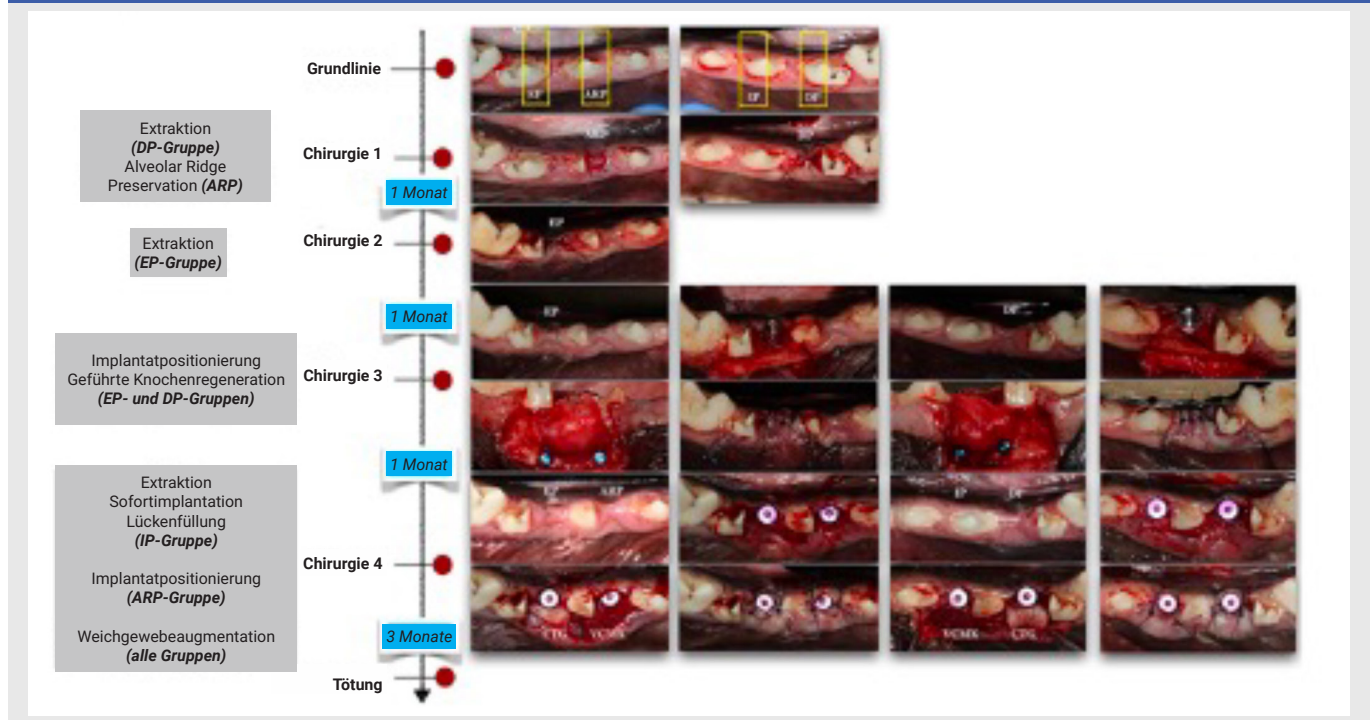 Grundlinie
EP
ARP
IP
DP
Extraktion
(DP-Gruppe)
Alveolar Ridge
Preservation (ARP)
Chirurgie 1
1 Monat
Extraktion
(EP-Gruppe)
Chirurgie 2
EP
1 Monat
Implantatpositionierung
Geführte Knochenregeneration
(EP- und DP-Gruppen)
Chirurgie 3
EP
DP
1 Monat
Extraktion
Sofortimplantation
Lückenfüllung
(IP-Gruppe)
Implantatpositionierung
(ARP-Gruppe)
Weichgewebeaugmentation
(alle Gruppen)
Chirurgie 4
EP
ARP
IP
DP
CTG
VCMX
VCMX
CTG
3 Monate
Tötung